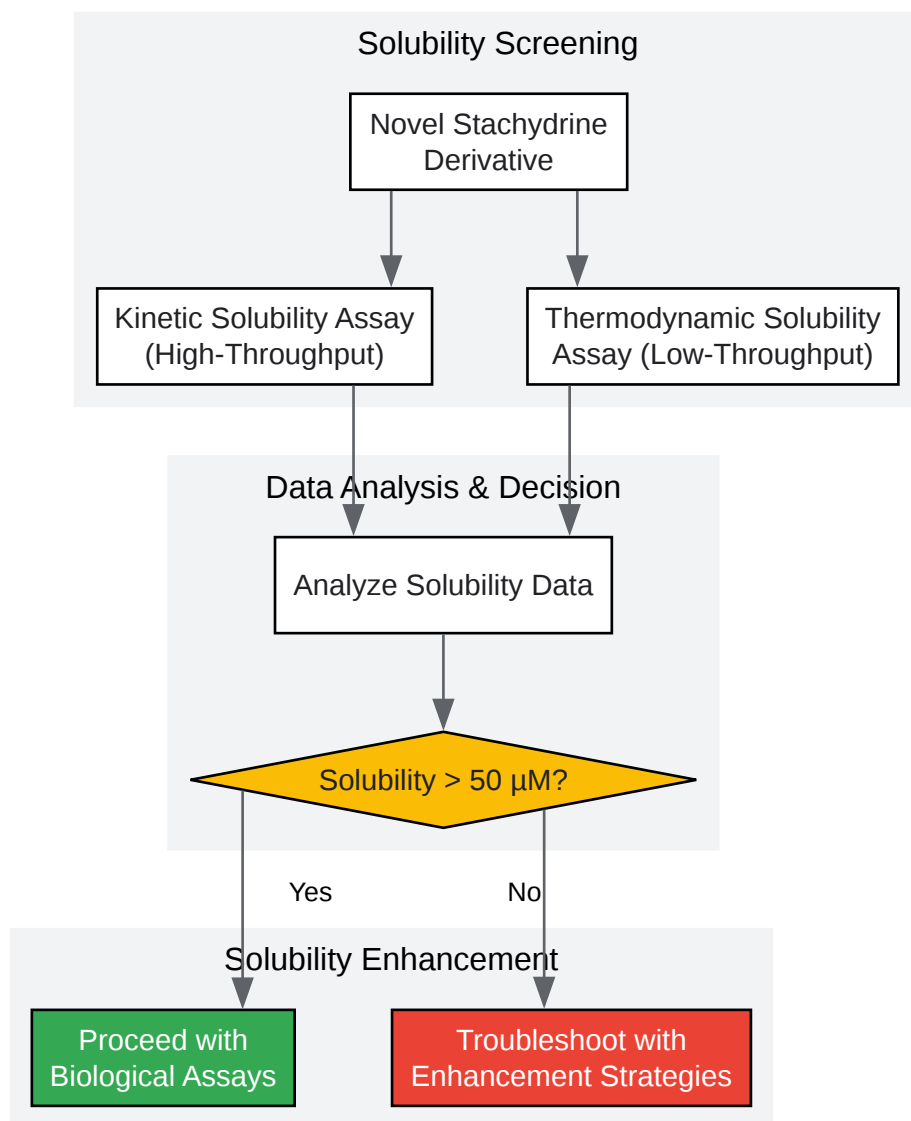 Solubility Screening
Novel Stachydrine
Derivative
Kinetic Solubility Assay
(High-Throughput)
Thermodynamic Solubility
Assay (Low-Throughput)
Data Analysis & Decision
Analyze Solubility Data
Solubility > 50 µM?
Yes
No
Solubility Enhancement
Proceed with
Biological Assays
Troubleshoot with
Enhancement Strategies